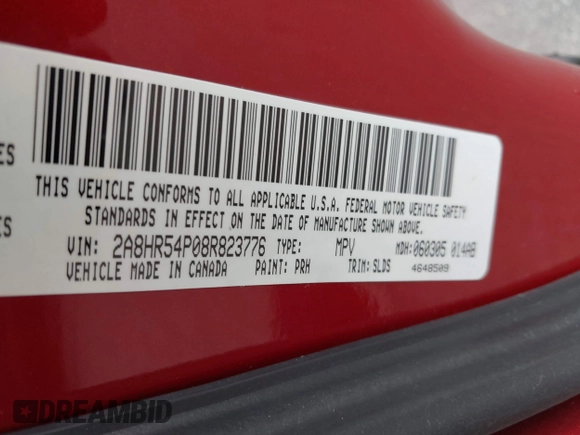 ES
THIS VEHICLE CONFORMS TO ALL APPLICABLE U.S.A. FEDERAL MOTOR VEHICLE SAFETY
STANDARDS IN EFFECT ON THE DATE OF MANUFACTURE SHOWN ABOVE.
ES
VIN: 2A8HR54P08R823776 TYPE: MPV MDH:060305 014AB
VEHICLE MADE IN CANADA PAINT: PRH TRIM: SLDS 4648509
DREAMBID